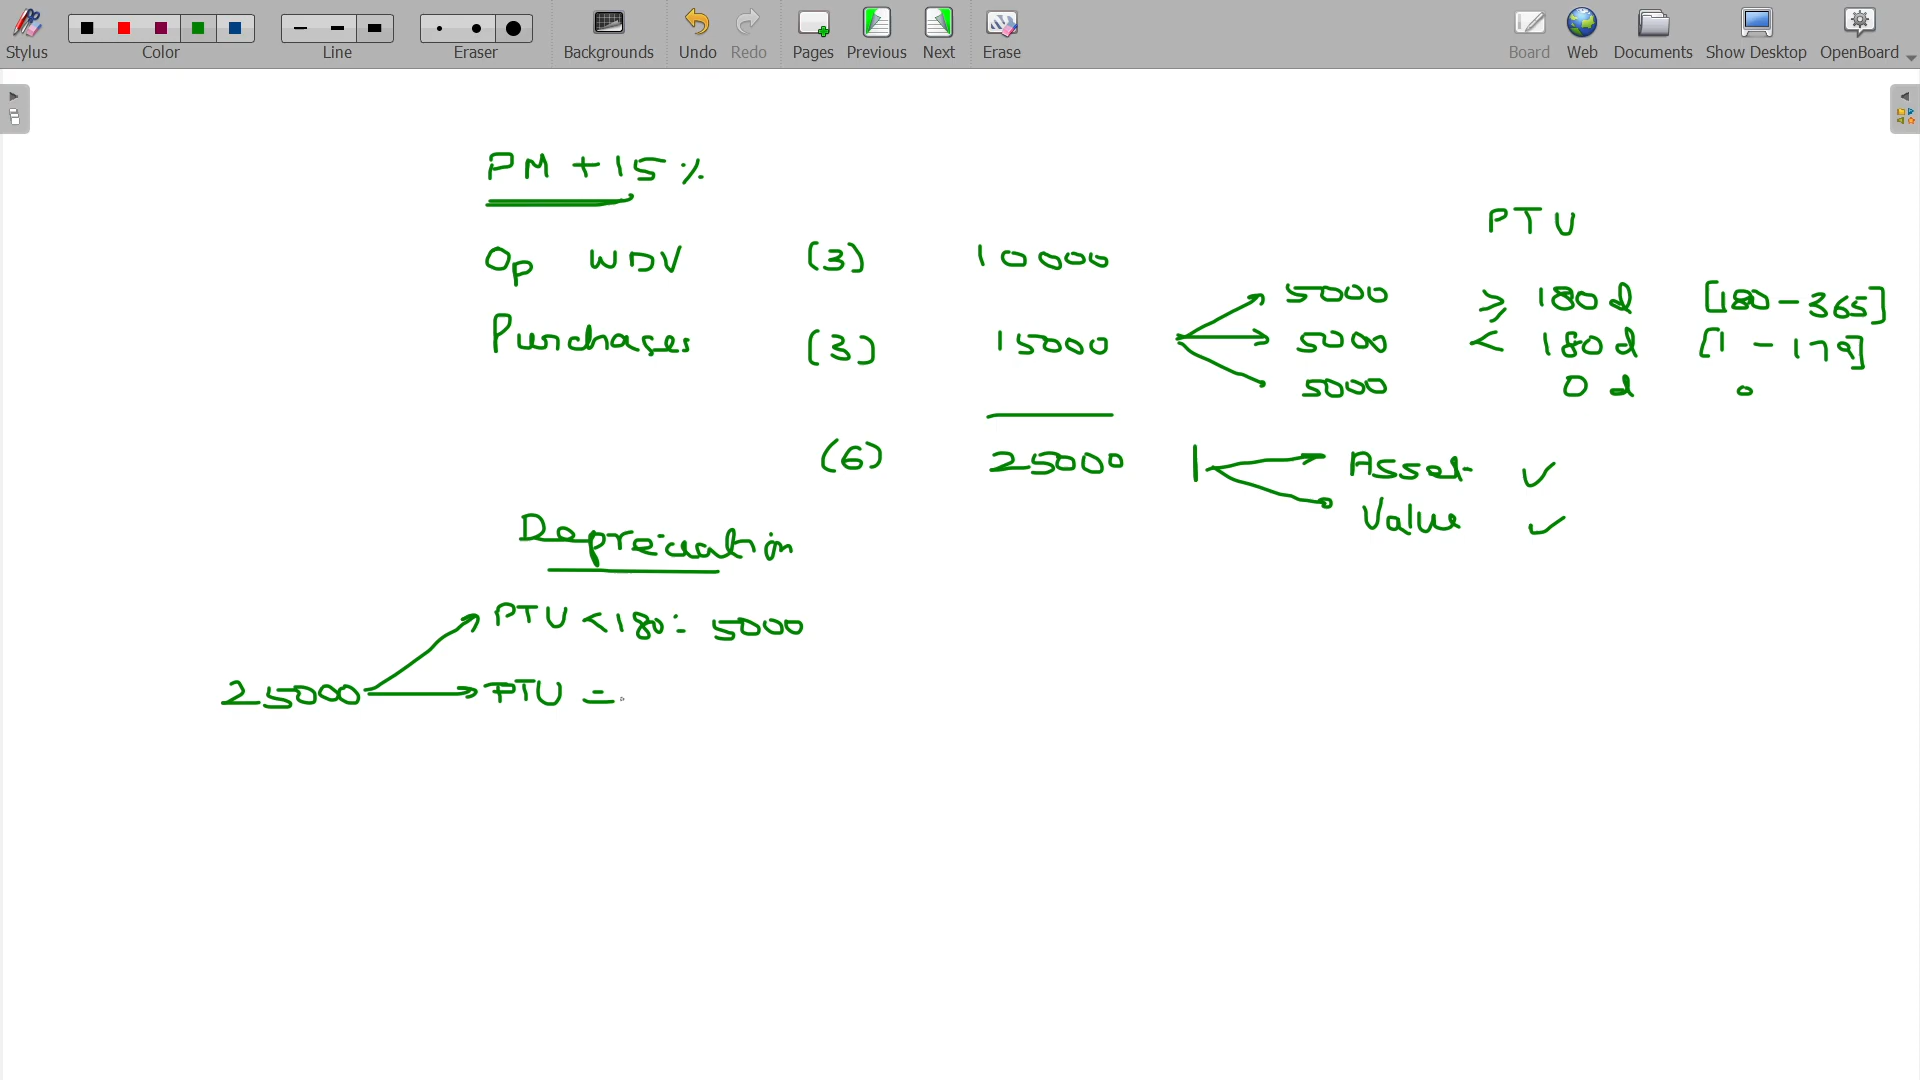 Stylus Color Line Eraser Backgrounds Undo Redo Pages Previous Next Erase Board Web Documents Show Desktop OpenBoard
PM + 15 %
PTU
Op WDV (3) 10000
5000 ≥ 180 d [180 - 365]
Purchases (3) 15000 5000 < 180 d [1 - 179]
5000 0 d 0
(6) 25000 Asset ✓
Value ✓
Depreciation
PTU < 180 : 5000
25000 PTU =